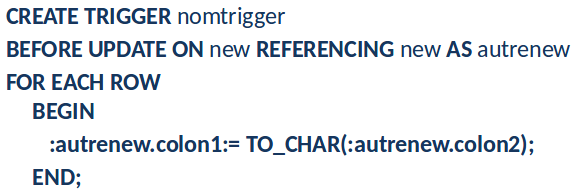 CREATE TRIGGER nomtrigger
BEFORE UPDATE ON new REFERENCING new AS autrenew
FOR EACH ROW
BEGIN
:autrenew.colon1:= TO_CHAR(:autrenew.colon2);
END;